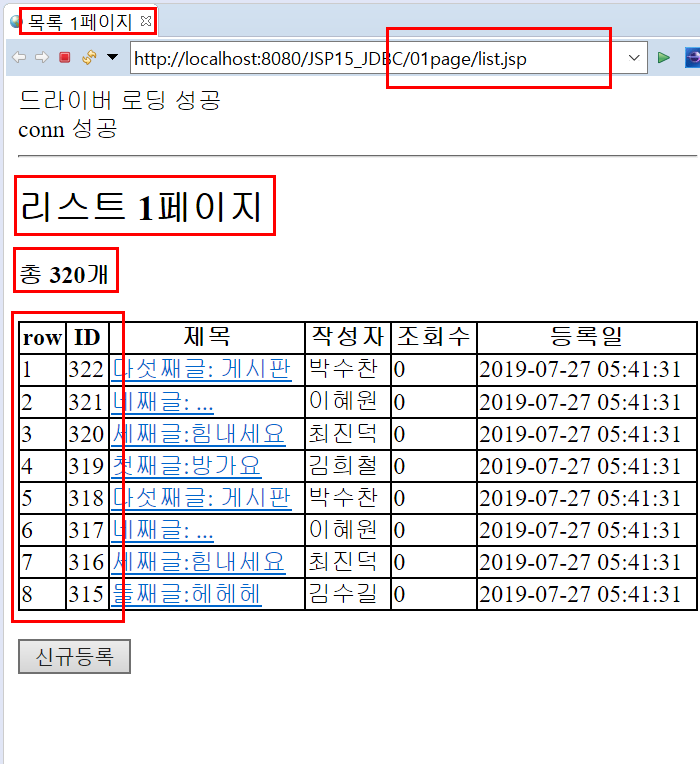 목록 1페이지
http://localhost:8080/JSP15_JDBC/01page/list.jsp
드라이버 로딩 성공
conn 성공
리스트 1페이지
총 320개
row ID 제목 작성자 조회수 등록일
1 322 다섯째글: 게시판 박수찬 0 2019-07-27 05:41:31
2 321 네째글: ... 이혜원 0 2019-07-27 05:41:31
3 320 세째글:힘내세요 최진덕 0 2019-07-27 05:41:31
4 319 첫째글:방가요 김희철 0 2019-07-27 05:41:31
5 318 다섯째글: 게시판 박수찬 0 2019-07-27 05:41:31
6 317 네째글: ... 이혜원 0 2019-07-27 05:41:31
7 316 세째글:힘내세요 최진덕 0 2019-07-27 05:41:31
8 315 둘째글:헤헤헤 김수길 0 2019-07-27 05:41:31
신규등록